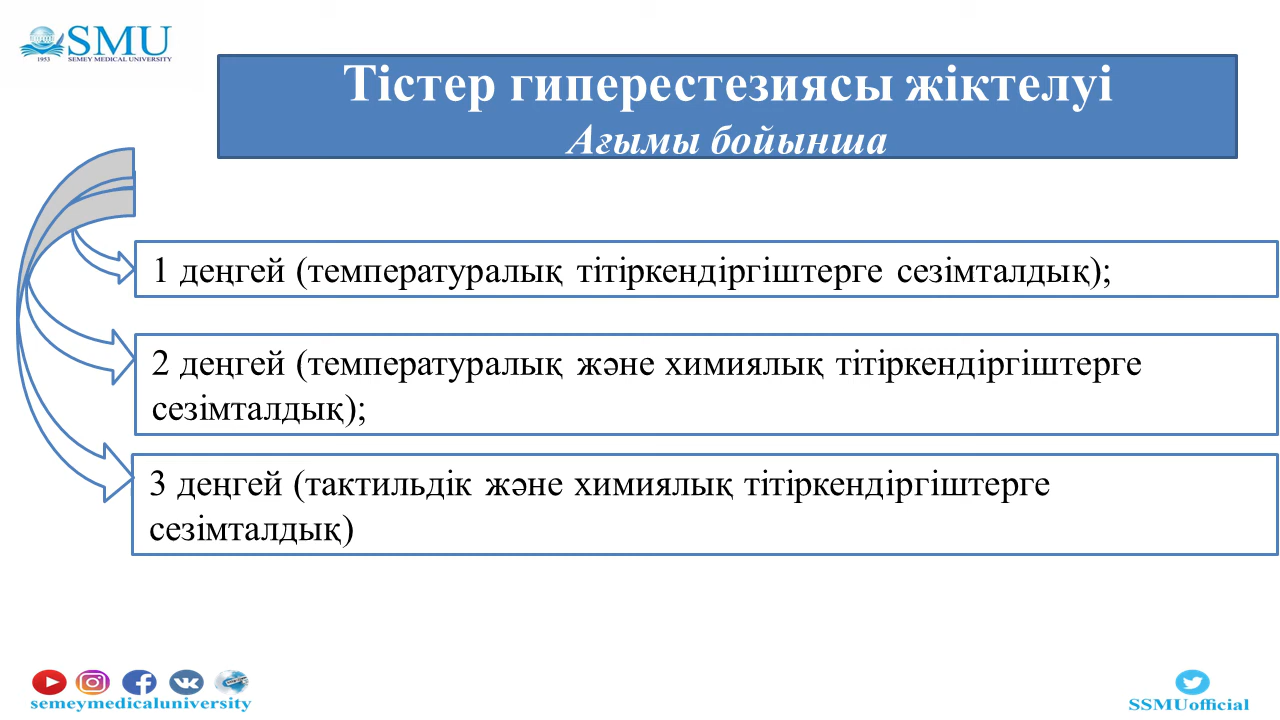 SMU
1953 SEMEY MEDICAL UNIVERSITY
Тістер гиперестезиясы жіктелуі
Ағымы бойынша
1 деңгей (температуралық тітіркендіргіштерге сезімталдық);
2 деңгей (температуралық және химиялық тітіркендіргіштерге
сезімталдық);
3 деңгей (тактильдік және химиялық тітіркендіргіштерге
сезімталдық)
semeymedicaluniversity
SSMUofficial